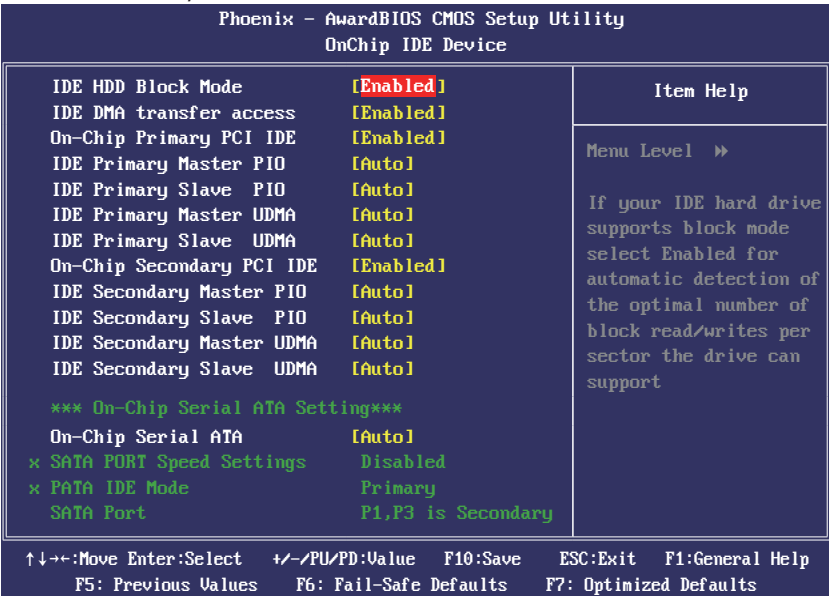 Phoenix - AwardBIOS CMOS Setup Utility
OnChip IDE Device
IDE HDD Block Mode [Enabled]
IDE DMA transfer access [Enabled]
On-Chip Primary PCI IDE [Enabled]
IDE Primary Master PIO [Auto]
IDE Primary Slave PIO [Auto]
IDE Primary Master UDMA [Auto]
IDE Primary Slave UDMA [Auto]
On-Chip Secondary PCI IDE [Enabled]
IDE Secondary Master PIO [Auto]
IDE Secondary Slave PIO [Auto]
IDE Secondary Master UDMA [Auto]
IDE Secondary Slave UDMA [Auto]
*** On-Chip Serial ATA Setting***
On-Chip Serial ATA [Auto]
x SATA PORT Speed Settings Disabled
x PATA IDE Mode Primary
SATA Port P1,P3 is Secondary
Item Help
Menu Level ▸▸
If your IDE hard drive
supports block mode
select Enabled for
automatic detection of
the optimal number of
block read/writes per
sector the drive can
support
↑↓→←:Move Enter:Select +/-/PU/PD:Value F10:Save ESC:Exit F1:General Help
F5: Previous Values F6: Fail-Safe Defaults F7: Optimized Defaults